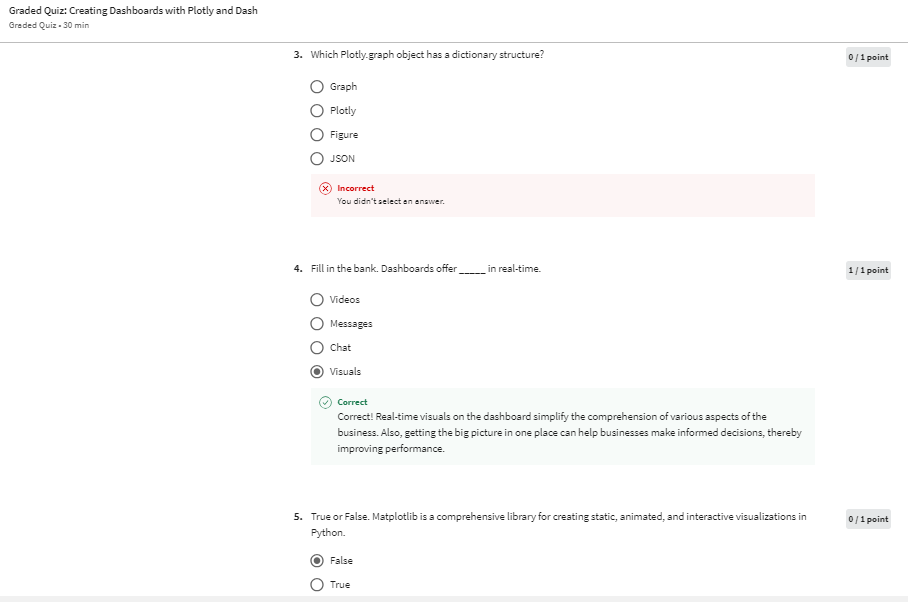 Graded Quiz: Creating Dashboards with Plotly and Dash
Graded Quiz • 30 min
3. Which Plotly.graph object has a dictionary structure?
0 / 1 point
Graph
Plotly
Figure
JSON
Incorrect
You didn't select an answer.
4. Fill in the bank. Dashboards offer _____ in real-time.
1 / 1 point
Videos
Messages
Chat
Visuals
Correct
Correct! Real-time visuals on the dashboard simplify the comprehension of various aspects of the
business. Also, getting the big picture in one place can help businesses make informed decisions, thereby
improving performance.
5. True or False. Matplotlib is a comprehensive library for creating static, animated, and interactive visualizations in
Python.
0 / 1 point
False
True